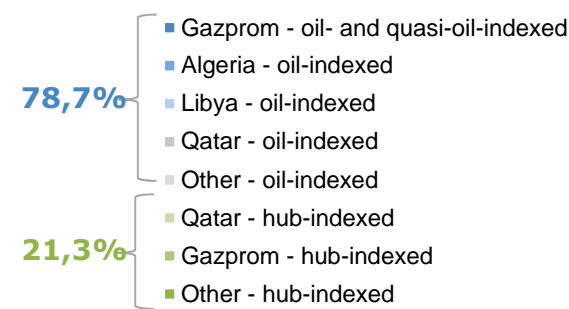 Gazprom - oil- and quasi-oil-indexed
Algeria - oil-indexed
78,7%
Libya - oil-indexed
Qatar - oil-indexed
Other - oil-indexed
Qatar - hub-indexed
21,3%
Gazprom - hub-indexed
Other - hub-indexed